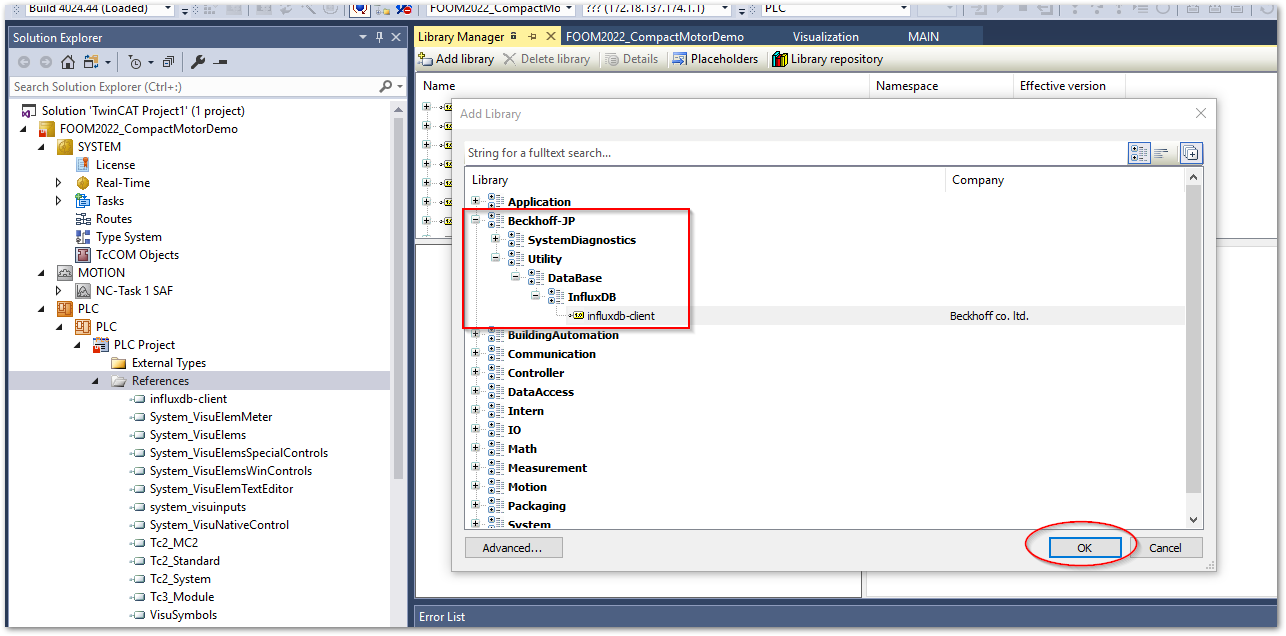 Build 4024.44 (Loaded)
FOOM2022_CompactMo
??? (172.18.137.174.1.1)
PLC
Solution Explorer
Search Solution Explorer (Ctrl+:)
Solution 'TwinCAT Project1' (1 project)
FOOM2022_CompactMotorDemo
SYSTEM
License
Real-Time
Tasks
Routes
Type System
TcCOM Objects
MOTION
NC-Task 1 SAF
PLC
PLC
PLC Project
External Types
References
influxdb-client
System_VisuElemMeter
System_VisuElems
System_VisuElemsSpecialControls
System_VisuElemsWinControls
System_VisuElemTextEditor
system_visuinputs
System_VisuNativeControl
Tc2_MC2
Tc2_Standard
Tc2_System
Tc3_Module
VisuSymbols
Library Manager
FOOM2022_CompactMotorDemo
Visualization
MAIN
Add library
Delete library
Details
Placeholders
Library repository
Name
Namespace
Effective version
Add Library
String for a fulltext search...
Library
Company
Application
Beckhoff-JP
SystemDiagnostics
Utility
DataBase
InfluxDB
influxdb-client
Beckhoff co. ltd.
BuildingAutomation
Communication
Controller
DataAccess
Intern
IO
Math
Measurement
Motion
Packaging
System
Advanced...
OK
Cancel
Error List